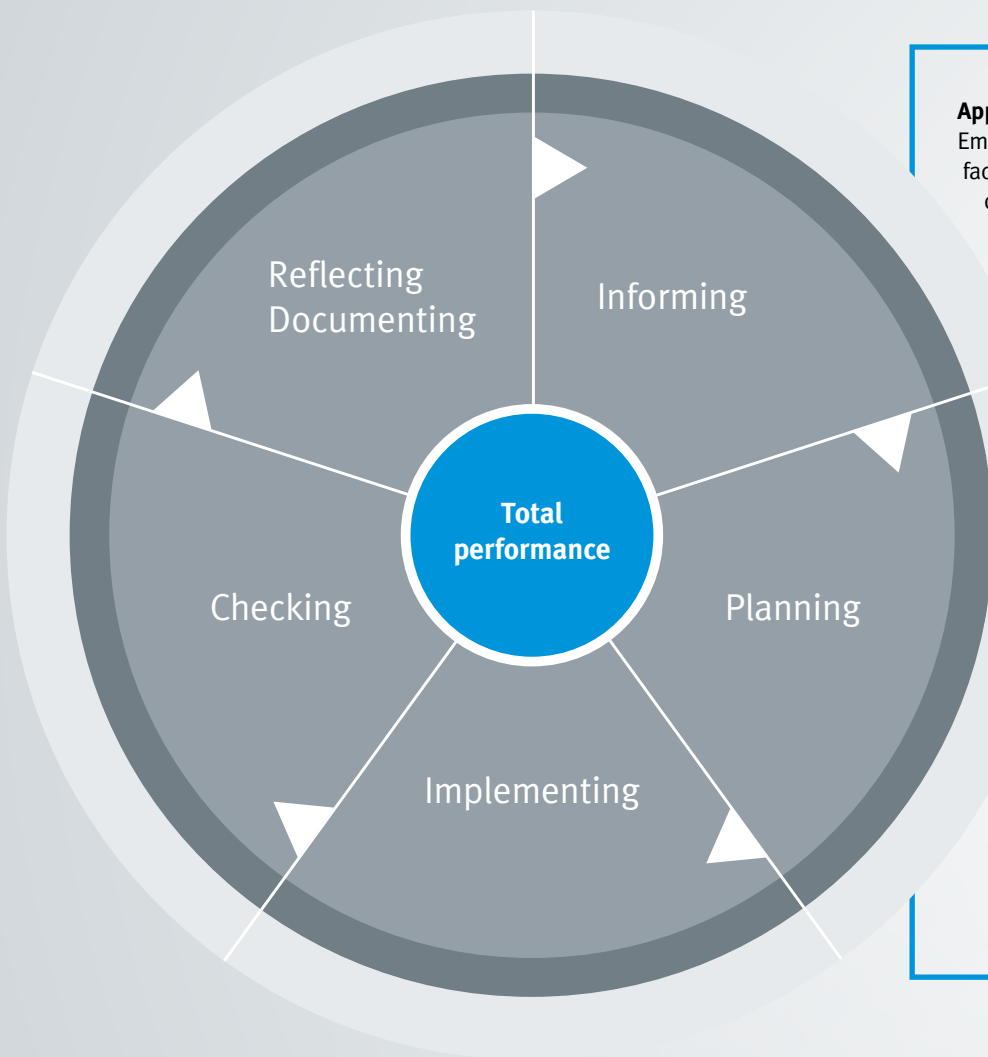 Reflecting
Documenting
Informing
Total
performance
Checking
Planning
Implementing